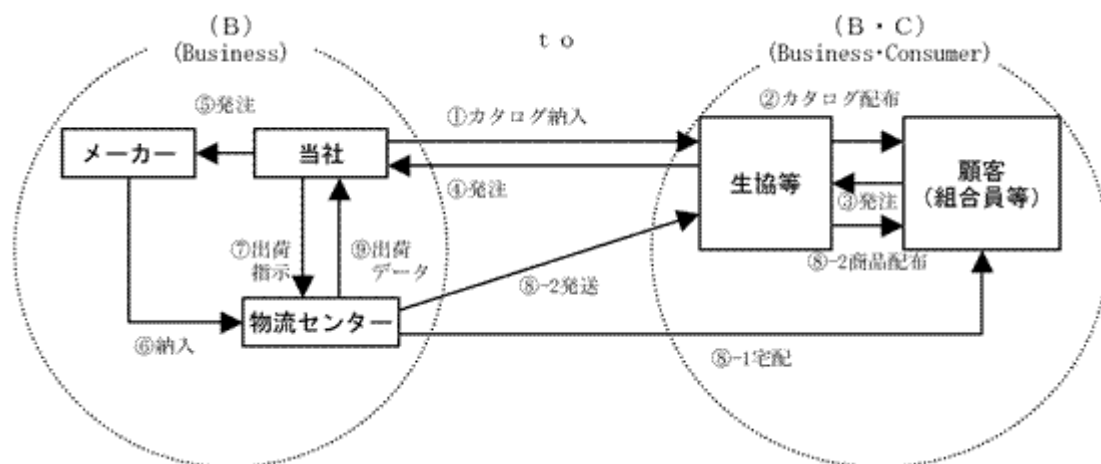 (B)
(Business)
to
(B・C)
(Business・Consumer)
⑤発注
①カタログ納入
②カタログ配布
メーカー
当社
生協等
顧客
(組合員等)
④発注
③発注
⑦出荷
指示
⑨出荷
データ
⑧-2商品配布
⑧-2発送
物流センター
⑥納入
⑧-1宅配